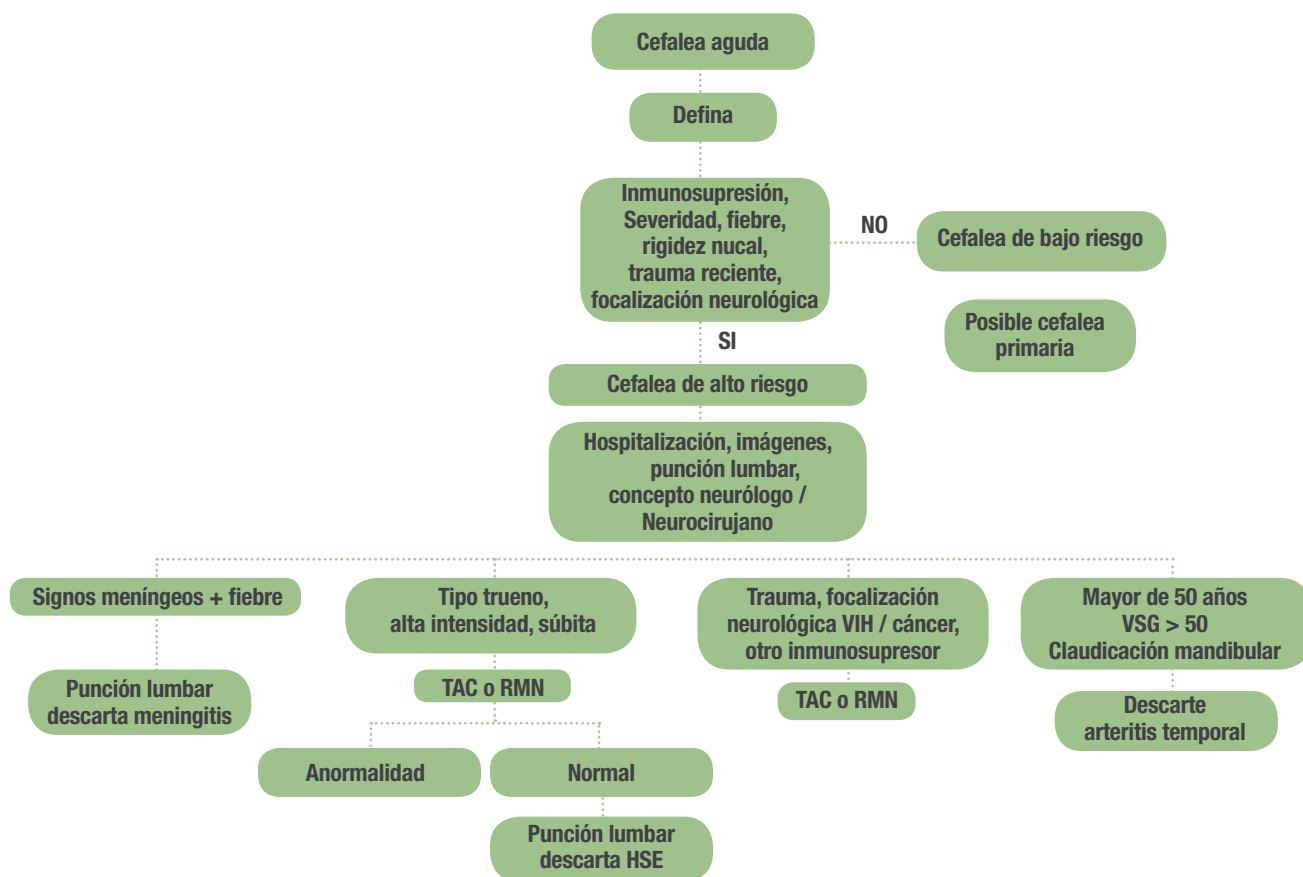 Cefalea aguda
Defina
Inmunosupresión,
Severidad, fiebre,
rigidez nucal,
trauma reciente,
focalización neurológica
NO
Cefalea de bajo riesgo
Posible cefalea
primaria
SI
Cefalea de alto riesgo
Hospitalización, imágenes,
punción lumbar,
concepto neurólogo /
Neurocirujano
Signos meníngeos + fiebre
Punción lumbar
descarta meningitis
Tipo trueno,
alta intensidad, súbita
TAC o RMN
Anormalidad
Normal
Punción lumbar
descarta HSE
Trauma, focalización
neurológica VIH / cáncer,
otro inmunosupresor
TAC o RMN
Mayor de 50 años
VSG > 50
Claudicación mandibular
Descarte
arteritis temporal